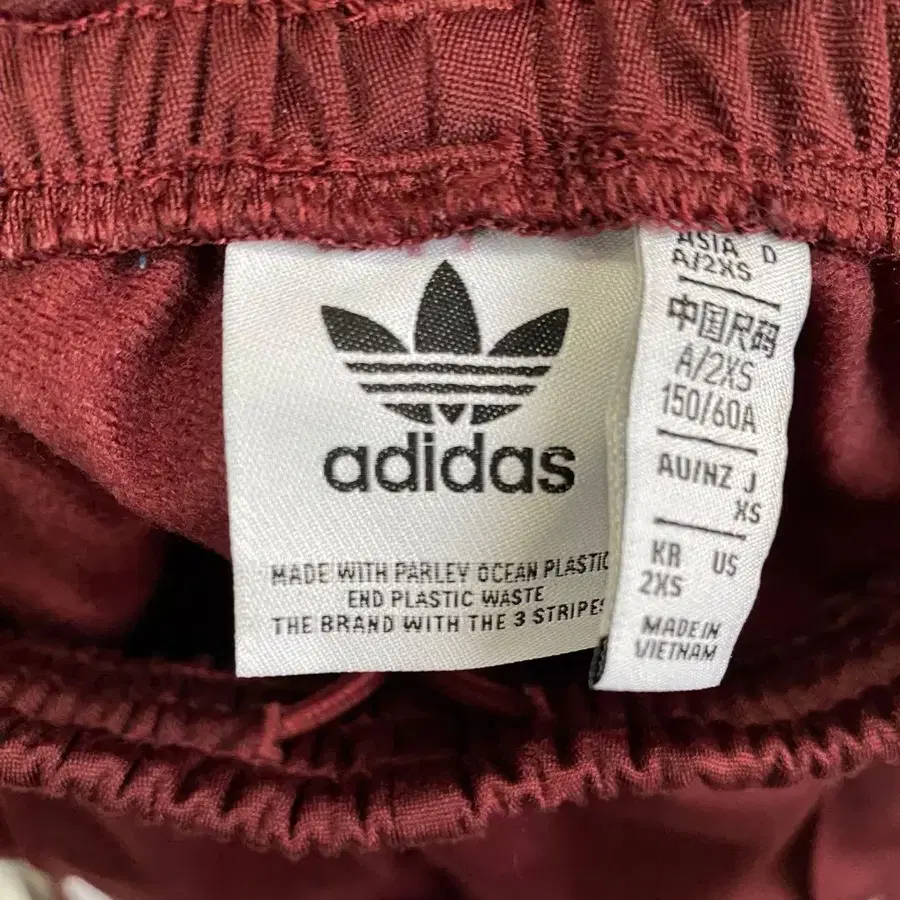 adidas
MADE WITH PARLEY OCEAN PLASTIC
END PLASTIC WASTE
THE BRAND WITH THE 3 STRIPES
ASIA D
A/2XS
中国尺码
A/2XS
150/60A
AU/NZ J
XS
KR US
2XS
MADE IN
VIETNAM